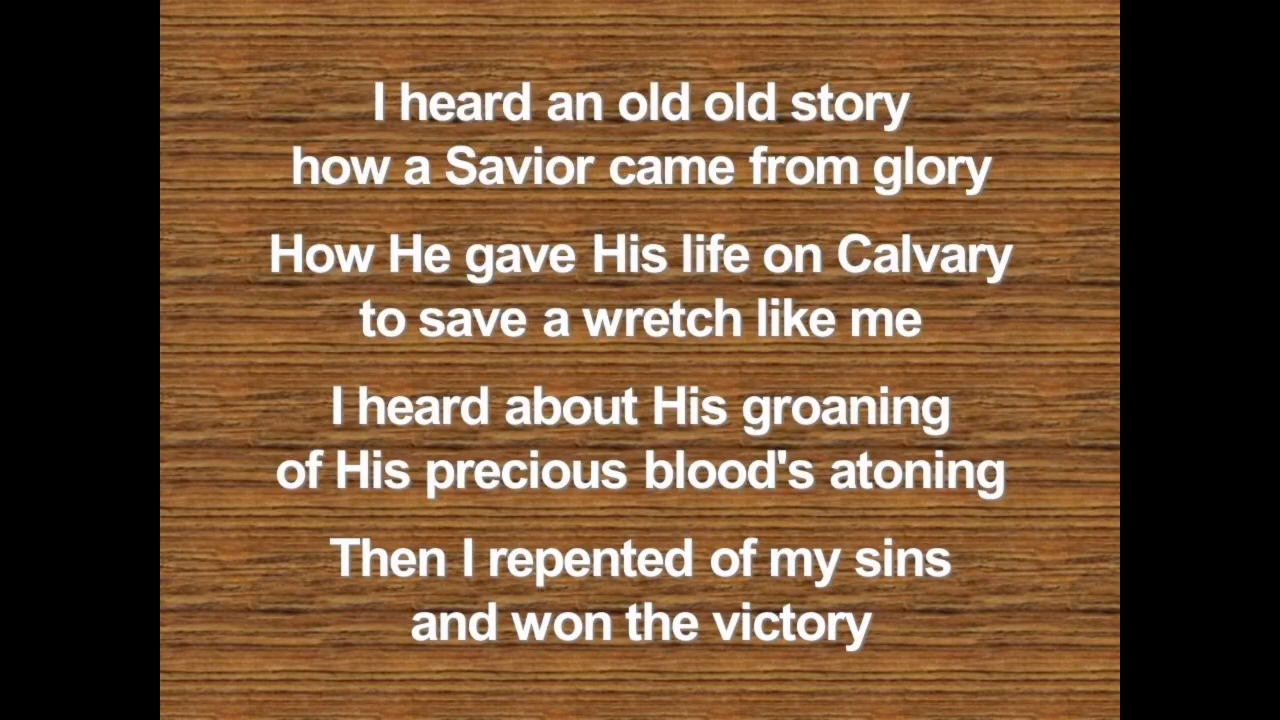 I heard an old old story
how a Savior came from glory
How He gave His life on Calvary
to save a wretch like me
I heard about His groaning
of His precious blood's atoning
Then I repented of my sins
and won the victory